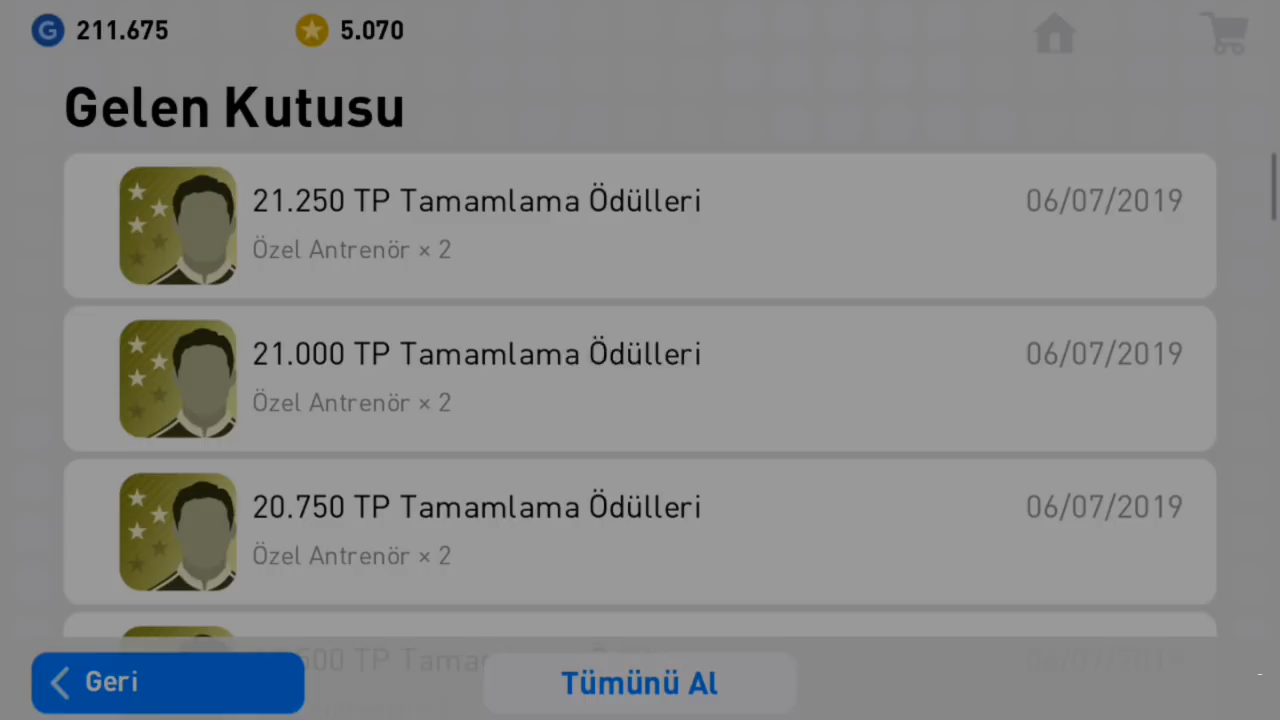 G 211.675 5.070
Gelen Kutusu
21.250 TP Tamamlama Ödülleri 06/07/2019
Özel Antrenör × 2
21.000 TP Tamamlama Ödülleri 06/07/2019
Özel Antrenör × 2
20.750 TP Tamamlama Ödülleri 06/07/2019
Özel Antrenör × 2
Geri
Tümünü Al